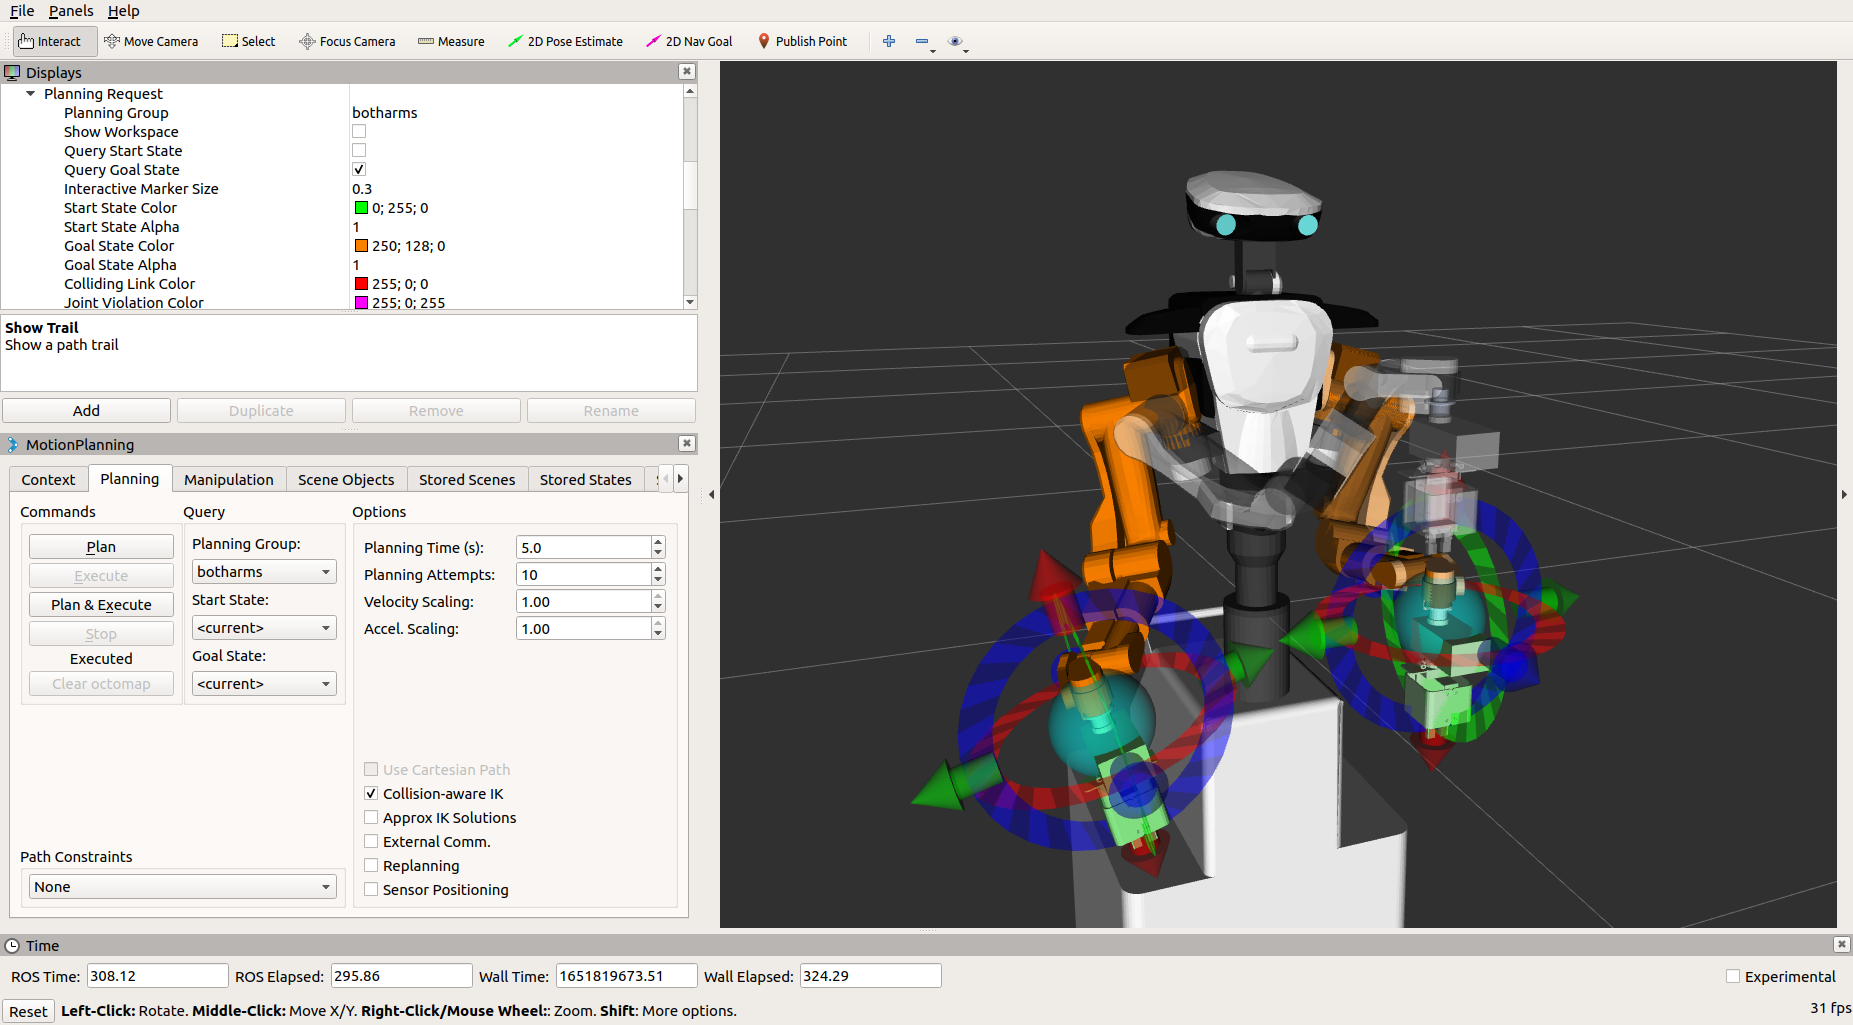 File Panels Help
Interact Move Camera Select Focus Camera Measure 2D Pose Estimate 2D Nav Goal Publish Point
Displays
Planning Request
Planning Group botharms
Show Workspace
Query Start State
Query Goal State
Interactive Marker Size 0.3
Start State Color 0; 255; 0
Start State Alpha 1
Goal State Color 250; 128; 0
Goal State Alpha 1
Colliding Link Color 255; 0; 0
Joint Violation Color 255; 0; 255
Show Trail
Show a path trail
Add Duplicate Remove Rename
MotionPlanning
Context Planning Manipulation Scene Objects Stored Scenes Stored States
Commands
Plan
Execute
Plan & Execute
Stop
Executed
Clear octomap
Query
Planning Group:
botharms
Start State:
<current>
Goal State:
<current>
Path Constraints
None
Options
Planning Time (s): 5.0
Planning Attempts: 10
Velocity Scaling: 1.00
Accel. Scaling: 1.00
Use Cartesian Path
Collision-aware IK
Approx IK Solutions
External Comm.
Replanning
Sensor Positioning
Time
ROS Time: 308.12 ROS Elapsed: 295.86 Wall Time: 1651819673.51 Wall Elapsed: 324.29 Experimental
Reset Left-Click: Rotate. Middle-Click: Move X/Y. Right-Click/Mouse Wheel:: Zoom. Shift: More options. 31 fps